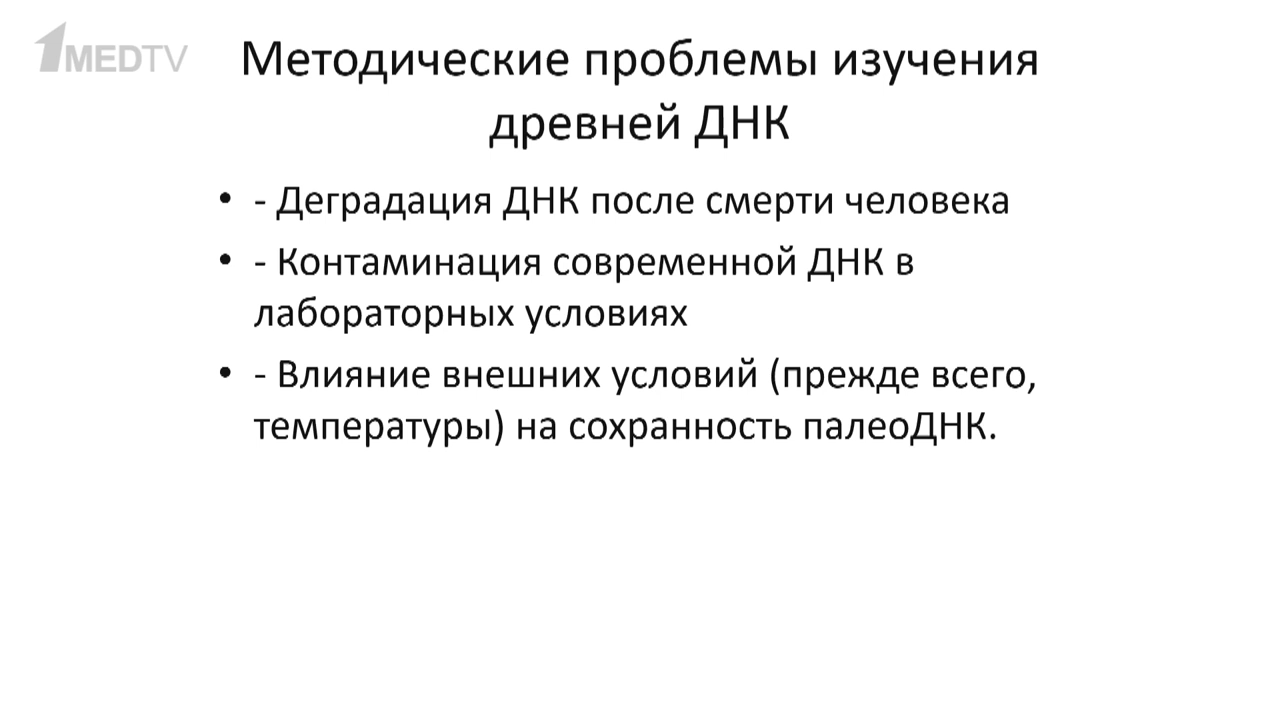 1MEDTV
Методические проблемы изучения
древней ДНК
• - Деградация ДНК после смерти человека
• - Контаминация современной ДНК в
лабораторных условиях
• - Влияние внешних условий (прежде всего,
температуры) на сохранность палеоДНК.